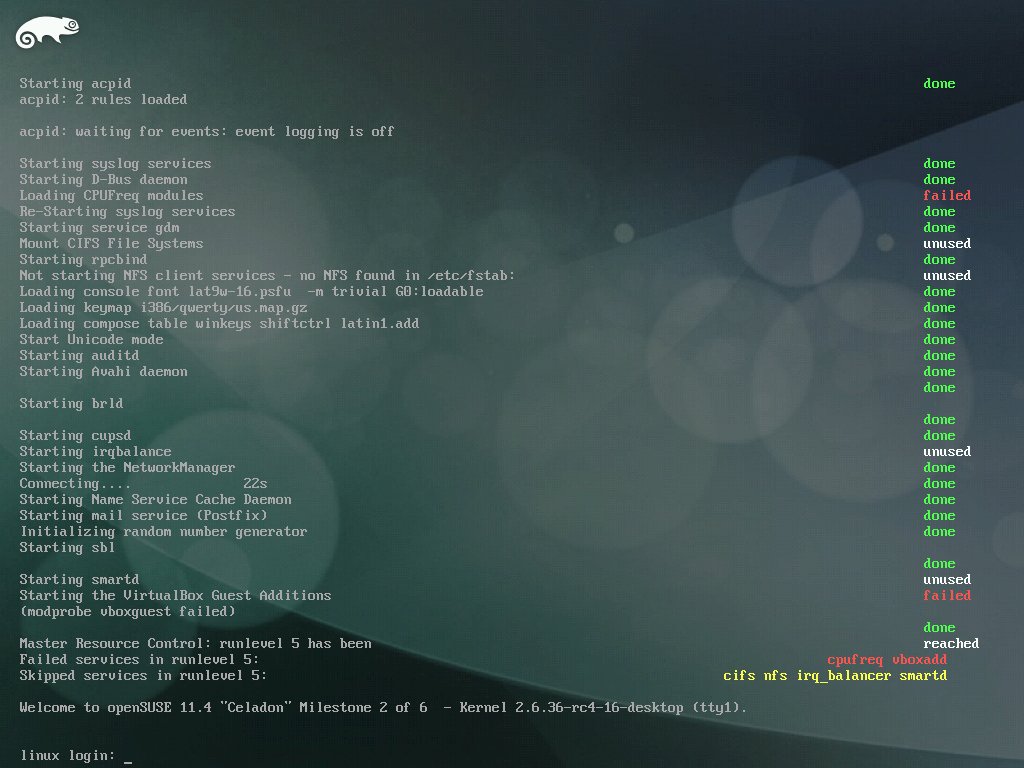 Starting acpid done
acpid: 2 rules loaded
acpid: waiting for events: event logging is off
Starting syslog services done
Starting D-Bus daemon done
Loading CPUFreq modules failed
Re-Starting syslog services done
Starting service gdm done
Mount CIFS File Systems unused
Starting rpcbind done
Not starting NFS client services - no NFS found in /etc/fstab: unused
Loading console font lat9w-16.psfu  -m trivial G0:loadable done
Loading keymap i386/qwerty/us.map.gz done
Loading compose table winkeys shiftctrl latin1.add done
Start Unicode mode done
Starting auditd done
Starting Avahi daemon done
done
Starting brld
done
Starting cupsd done
Starting irqbalance unused
Starting the NetworkManager done
Connecting.... 22s done
Starting Name Service Cache Daemon done
Starting mail service (Postfix) done
Initializing random number generator done
Starting sbl
done
Starting smartd unused
Starting the VirtualBox Guest Additions failed
(modprobe vboxguest failed)
done
Master Resource Control: runlevel 5 has been reached
Failed services in runlevel 5: cpufreq vboxadd
Skipped services in runlevel 5: cifs nfs irq_balancer smartd
Welcome to openSUSE 11.4 "Celadon" Milestone 2 of 6  - Kernel 2.6.36-rc4-16-desktop (tty1).
linux login: _